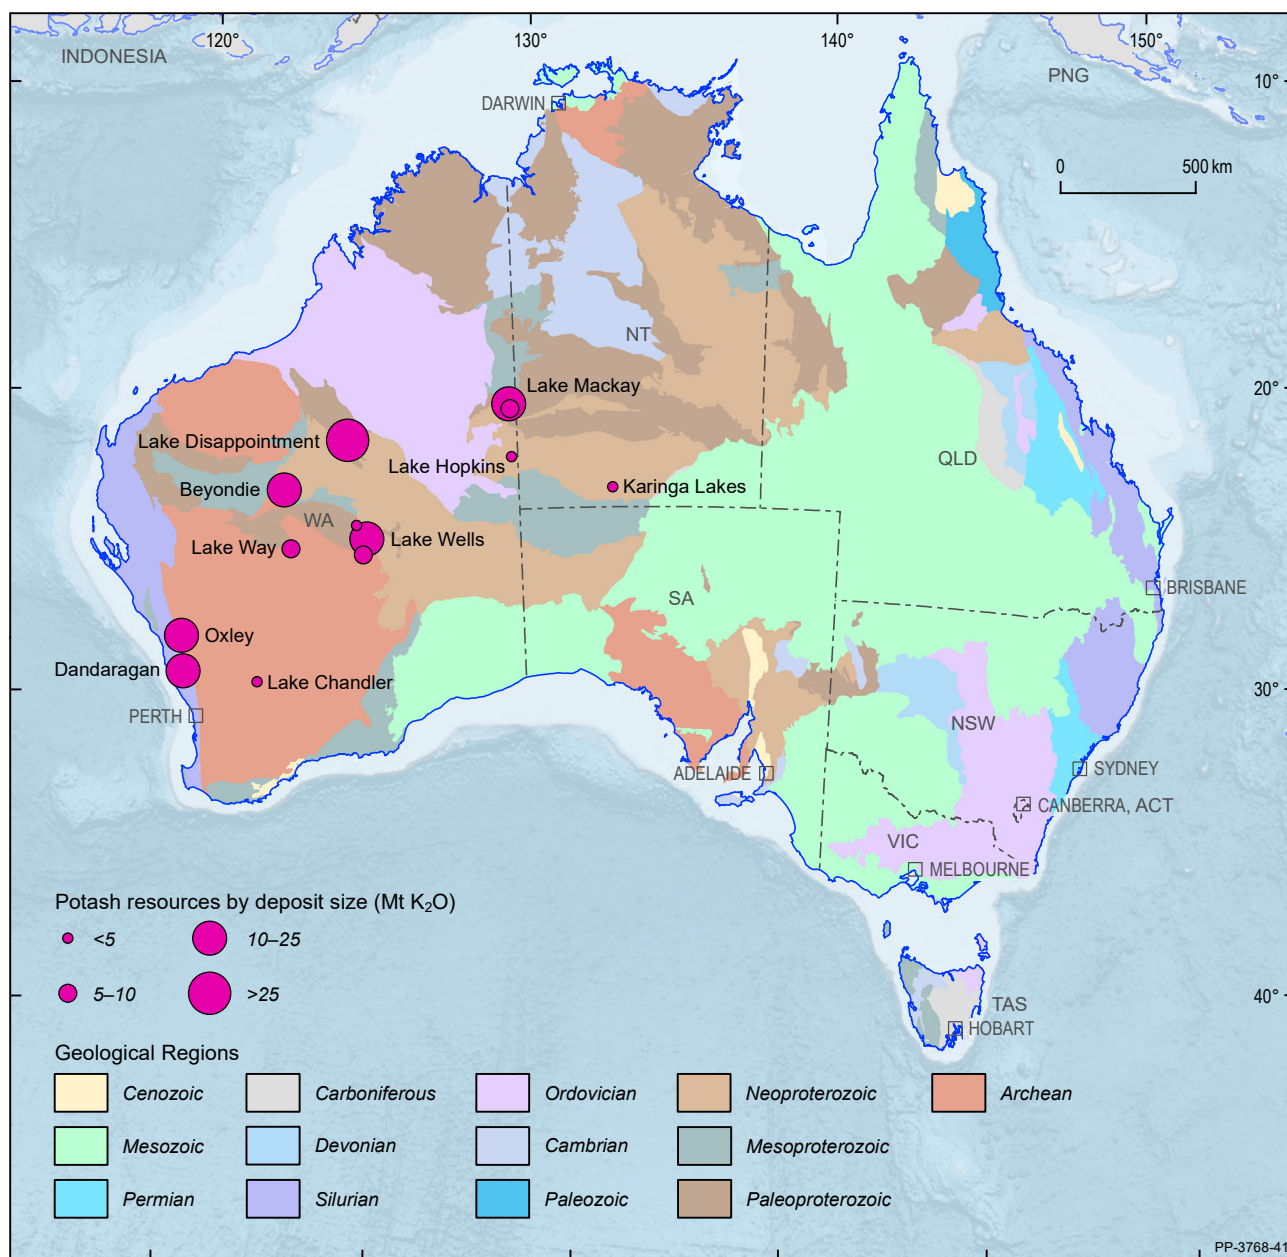 120°
130°
140°
150°
INDONESIA
PNG
10°
DARWIN
0 500 km
NT
Lake Mackay
20°
Lake Disappointment
QLD
Lake Hopkins
Beyondie
Karinga Lakes
WA
Lake Wells
Lake Way
BRISBANE
SA
Oxley
Dandaragan
Lake Chandler
30°
PERTH
NSW
ADELAIDE
SYDNEY
CANBERRA, ACT
VIC
MELBOURNE
Potash resources by deposit size (Mt K₂O)
<5
10–25
5–10
>25
40°
TAS
HOBART
Geological Regions
Cenozoic
Carboniferous
Ordovician
Neoproterozoic
Archean
Mesozoic
Devonian
Cambrian
Mesoproterozoic
Permian
Silurian
Paleozoic
Paleoproterozoic
PP-3768-41